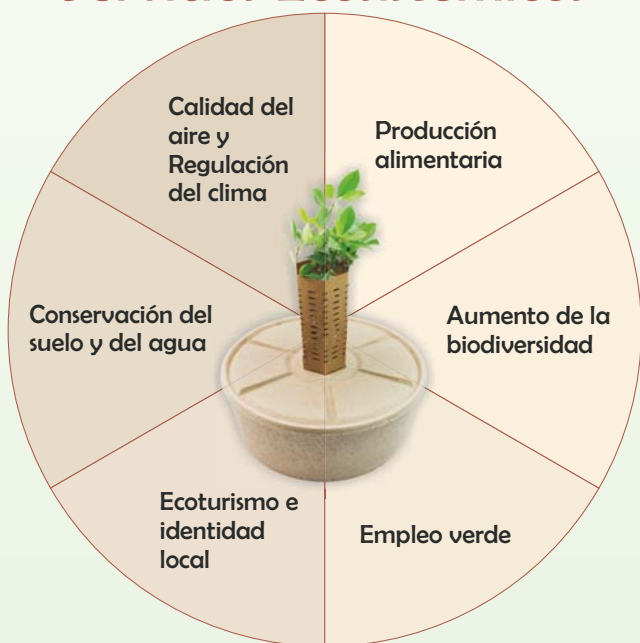 Calidad del
aire y
Regulación
del clima
Producción
alimentaria
Conservación del
suelo y del agua
Aumento de la
biodiversidad
Ecoturismo e
identidad
local
Empleo verde